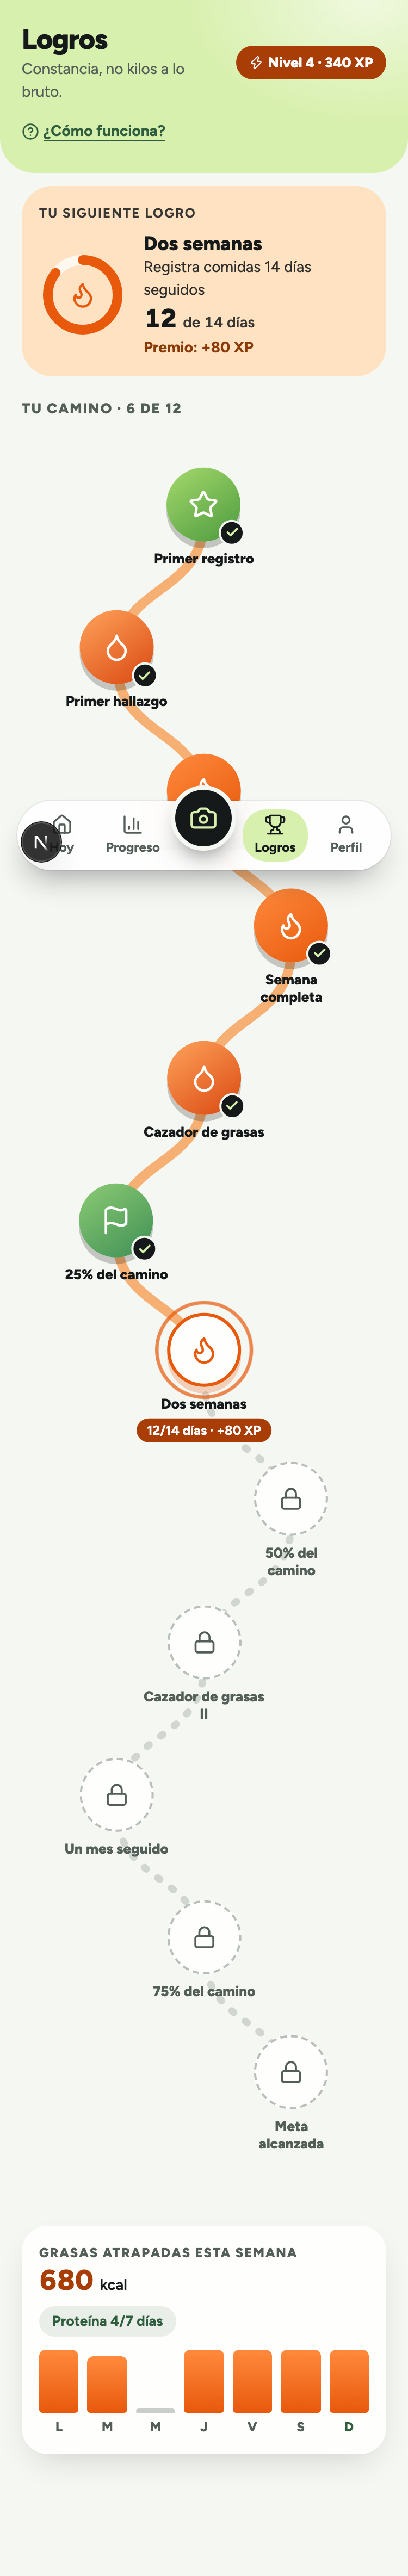 Logros
Constancia, no kilos a lo
bruto.
Nivel 4 · 340 XP
¿Cómo funciona?
TU SIGUIENTE LOGRO
Dos semanas
Registra comidas 14 días
seguidos
12 de 14 días
Premio: +80 XP
TU CAMINO · 6 DE 12
Primer registro
Primer hallazgo
N
Hoy
Progreso
Logros
Perfil
Semana
completa
Cazador de grasas
25% del camino
Dos semanas
12/14 días · +80 XP
50% del
camino
Cazador de grasas
II
Un mes seguido
75% del camino
Meta
alcanzada
GRASAS ATRAPADAS ESTA SEMANA
680 kcal
Proteína 4/7 días
L M M J V S D